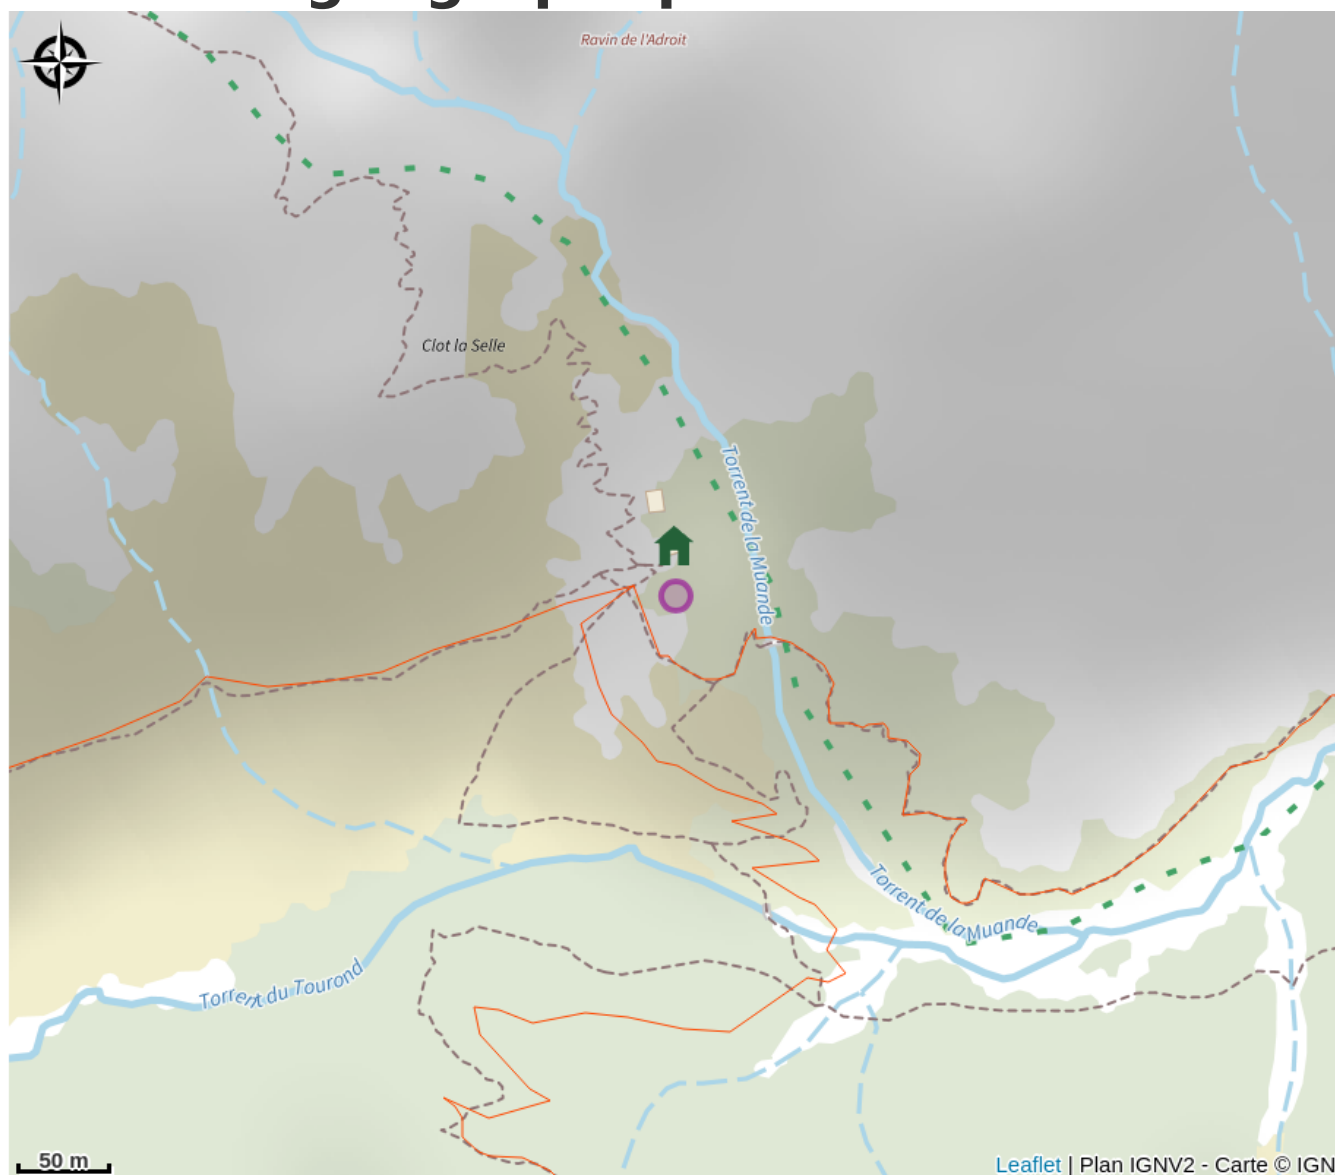 Ravin de l'Adroit
Clot la Selle
Torrent de la Muande
Torrent de la Muande
Torrent du Tourond
50 m
Leaflet | Plan IGNV2 - Carte © IGN